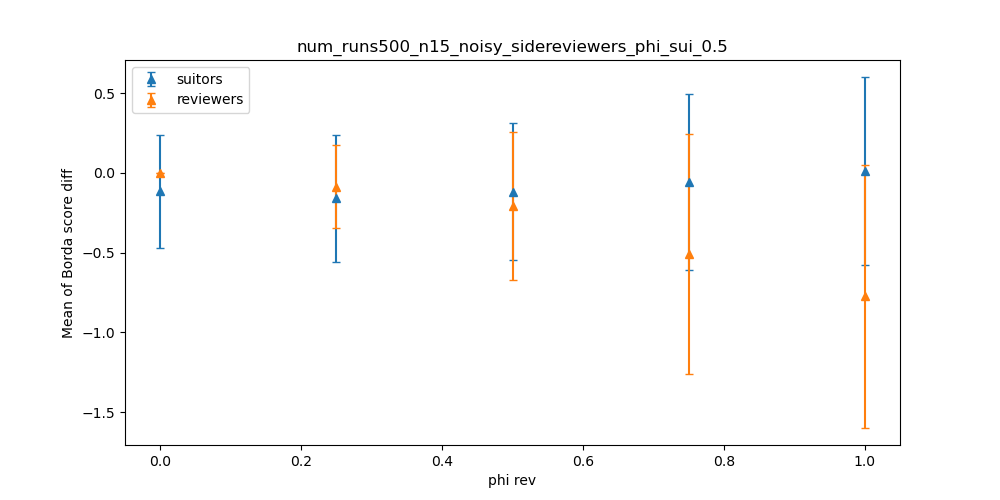 num_runs500_n15_noisy_sidereviewers_phi_sui_0.5
suitors
reviewers
Mean of Borda score diff
0.5
0.0
−0.5
−1.0
−1.5
0.0 0.2 0.4 0.6 0.8 1.0
phi rev